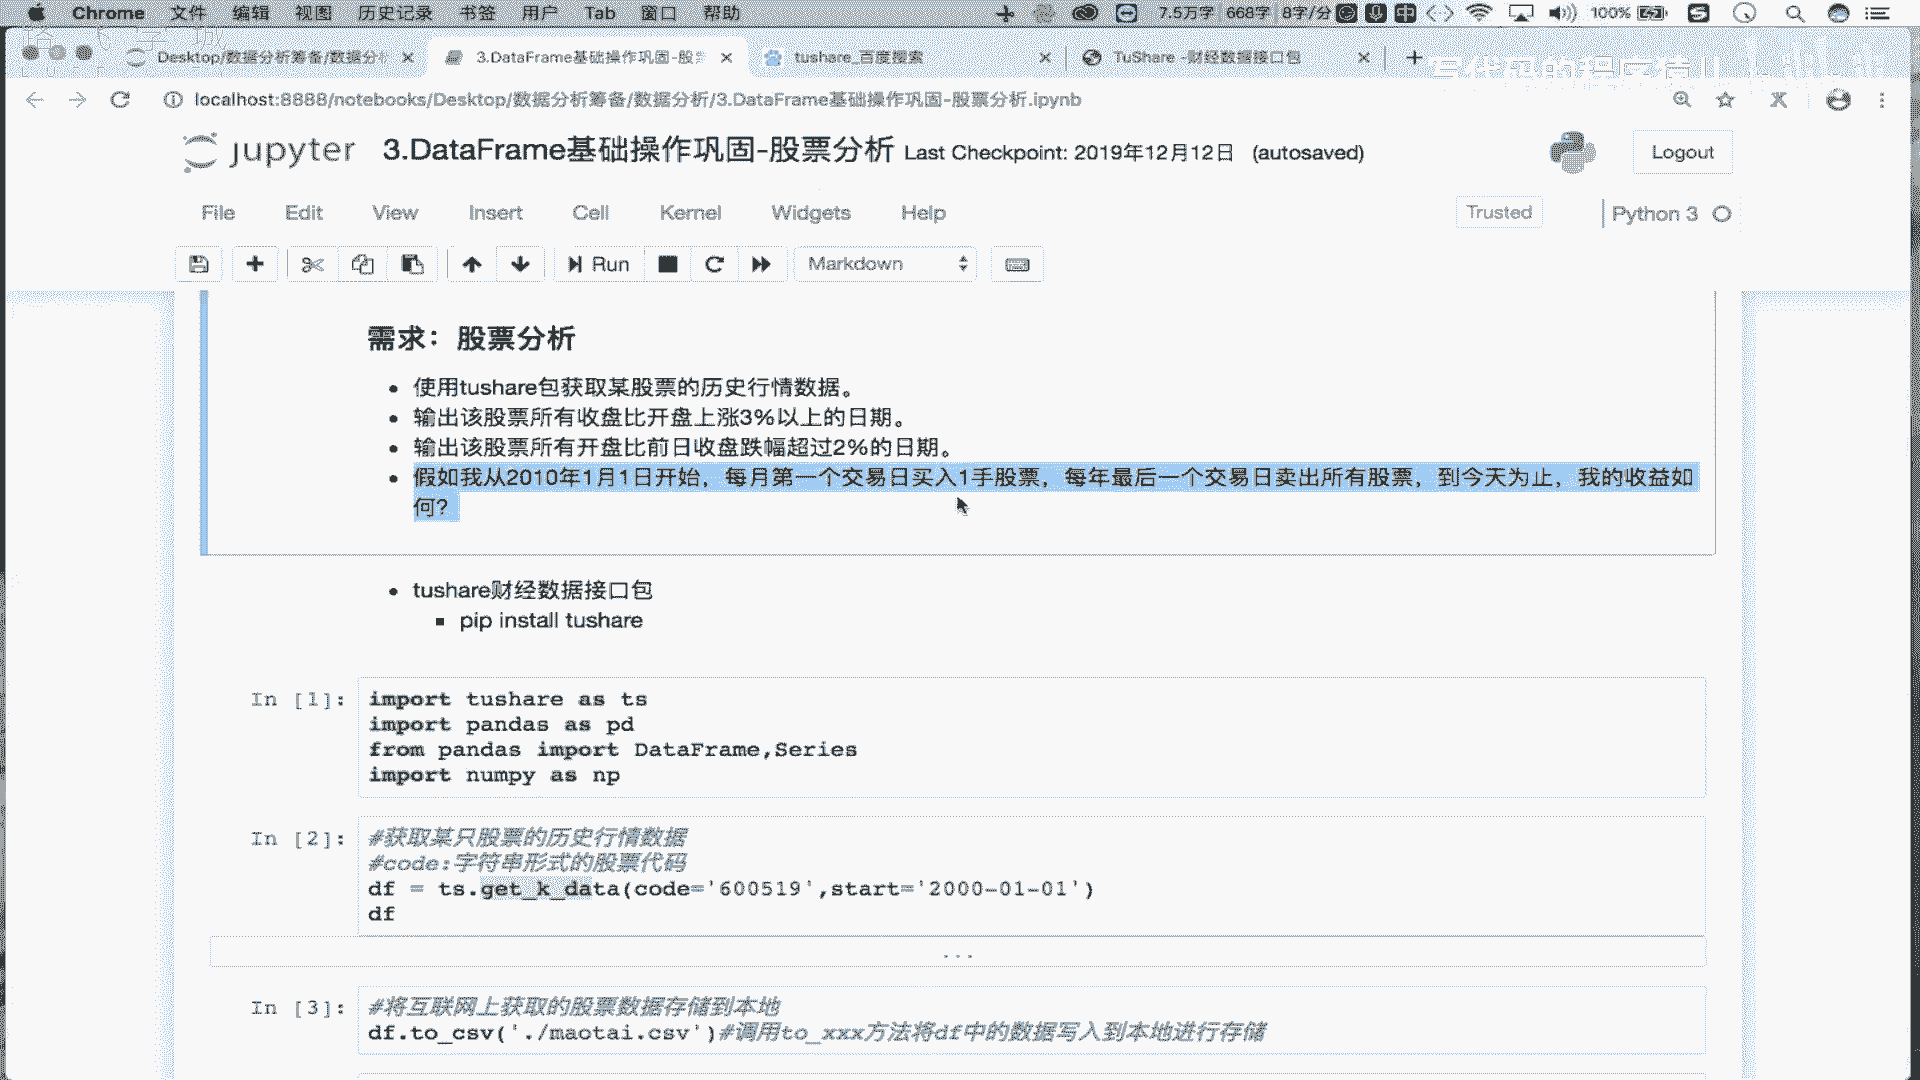 Chrome 文件 编辑 视图 历史记录 书签 用户 Tab 窗口 帮助 7.5万字 668字 8字/分 中 100%
Desktop/数据分析筹备/数据分析
3.DataFrame基础操作巩固-股票
tushare_百度搜索
TuShare -财经数据接口包
localhost:8888/notebooks/Desktop/数据分析筹备/数据分析/3.DataFrame基础操作巩固-股票分析.ipynb
jupyter 3.DataFrame基础操作巩固-股票分析 Last Checkpoint: 2019年12月12日 (autosaved)
Logout
File Edit View Insert Cell Kernel Widgets Help
Trusted Python 3
Run Markdown
需求：股票分析
使用tushare包获取某股票的历史行情数据。
输出该股票所有收盘比开盘上涨3%以上的日期。
输出该股票所有开盘比前日收盘跌幅超过2%的日期。
假如我从2010年1月1日开始，每月第一个交易日买入1手股票，每年最后一个交易日卖出所有股票，到今天为止，我的收益如
何？
tushare财经数据接口包
pip install tushare
In [1]:
import tushare as ts
import pandas as pd
from pandas import DataFrame,Series
import numpy as np
In [2]:
#获取某只股票的历史行情数据
#code:字符串形式的股票代码
df = ts.get_k_data(code='600519',start='2000-01-01')
df
...
In [3]:
#将互联网上获取的股票数据存储到本地
df.to_csv('./maotai.csv')#调用to_xxx方法将df中的数据写入到本地进行存储